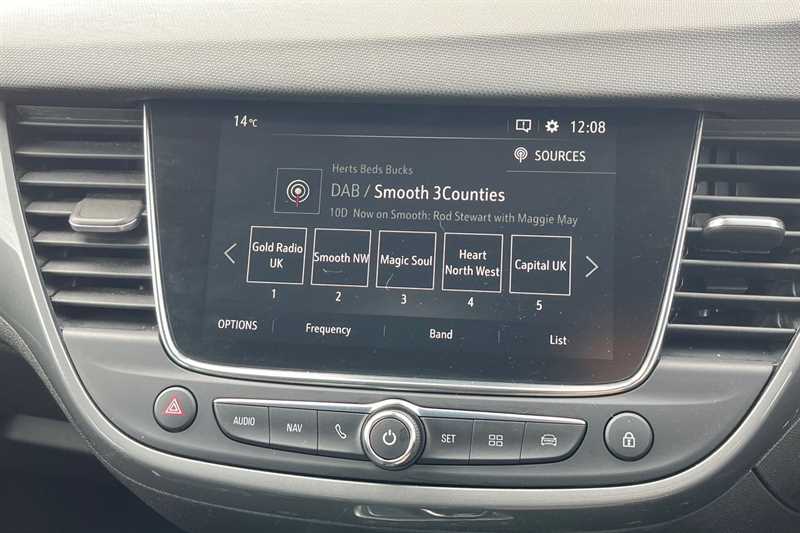 14°C
12:08
SOURCES
Herts Beds Bucks
DAB / Smooth 3Counties
10D Now on Smooth: Rod Stewart with Maggie May
Gold Radio
UK
Smooth NW
Magic Soul
Heart
North West
Capital UK
1 2 3 4 5
OPTIONS Frequency Band List
AUDIO NAV SET